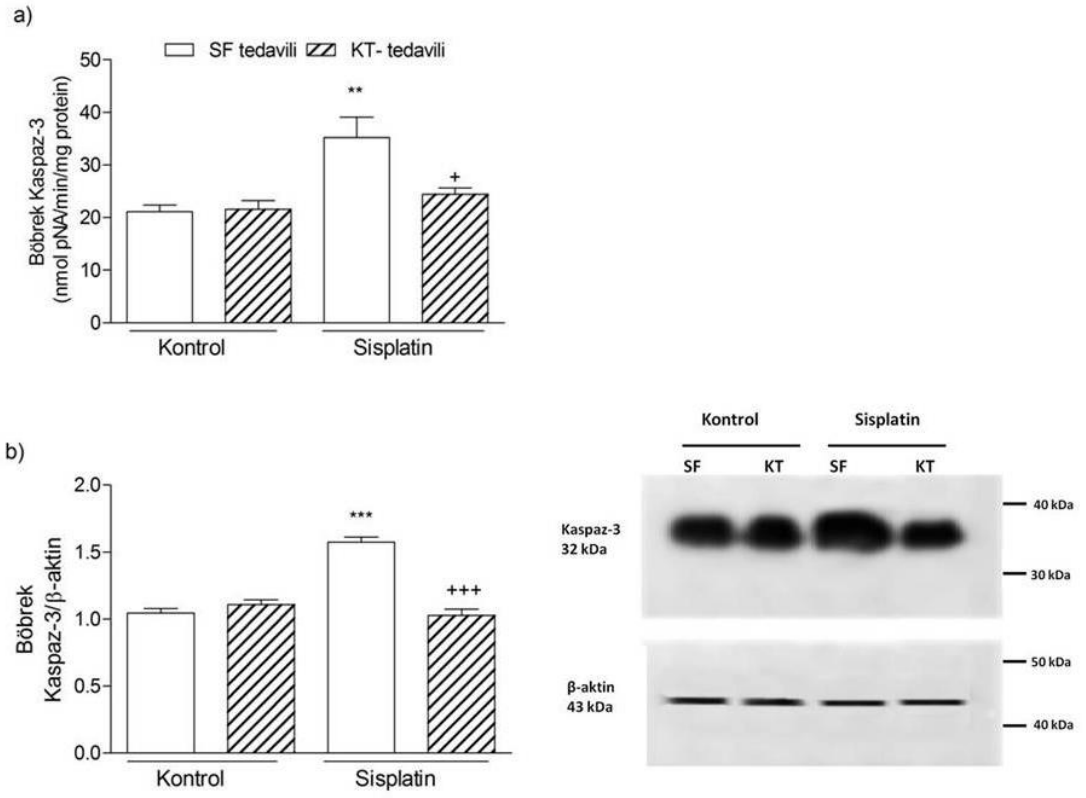 a)
SF tedavili KT- tedavili
Böbrek Kaspaz-3
(nmol pNA/min/mg protein)
50
40
30
20
10
0
**
+
Kontrol Sisplatin
b)
Böbrek
Kaspaz-3/β-aktin
2.0
1.5
1.0
0.5
0.0
***
+++
Kontrol Sisplatin
Kontrol Sisplatin
SF KT SF KT
Kaspaz-3
32 kDa
40 kDa
30 kDa
β-aktin
43 kDa
50 kDa
40 kDa